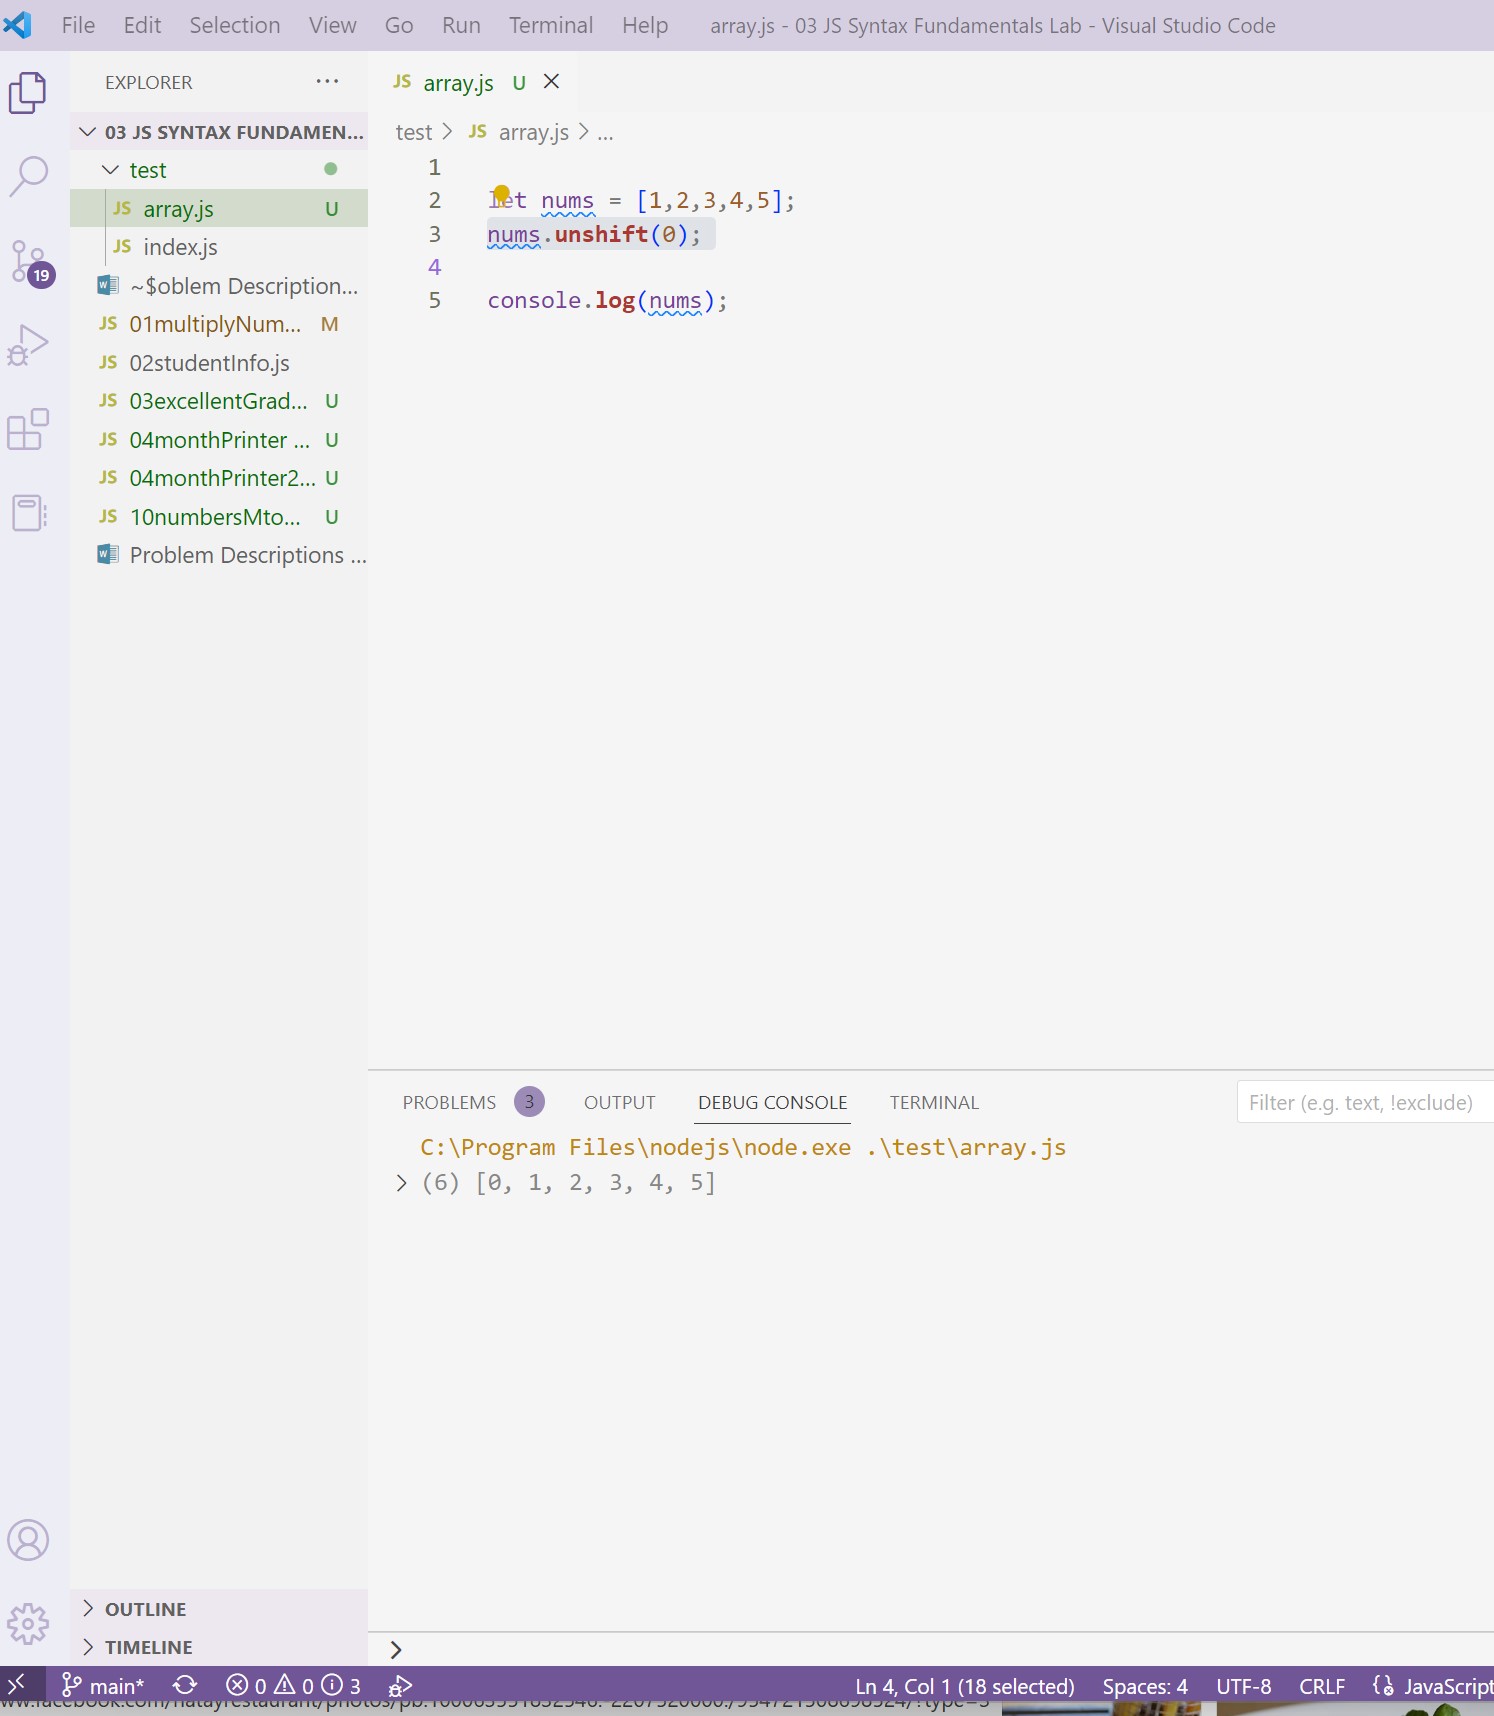 File Edit Selection View Go Run Terminal Help array.js - 03 JS Syntax Fundamentals Lab - Visual Studio Code
EXPLORER ...
03 JS SYNTAX FUNDAMEN...
test
JS array.js U
JS index.js
~$oblem Description...
JS 01multiplyNum... M
JS 02studentInfo.js
JS 03excellentGrad... U
JS 04monthPrinter ... U
JS 04monthPrinter2... U
JS 10numbersMto... U
Problem Descriptions ...
19
OUTLINE
TIMELINE
JS array.js U
test > JS array.js > ...
1
2 let nums = [1,2,3,4,5];
3 nums.unshift(0);
4
5 console.log(nums);
PROBLEMS 3 OUTPUT DEBUG CONSOLE TERMINAL Filter (e.g. text, !exclude)
C:\Program Files\nodejs\node.exe .\test\array.js
> (6) [0, 1, 2, 3, 4, 5]
>
main* 0 0 3 Ln 4, Col 1 (18 selected) Spaces: 4 UTF-8 CRLF JavaScript